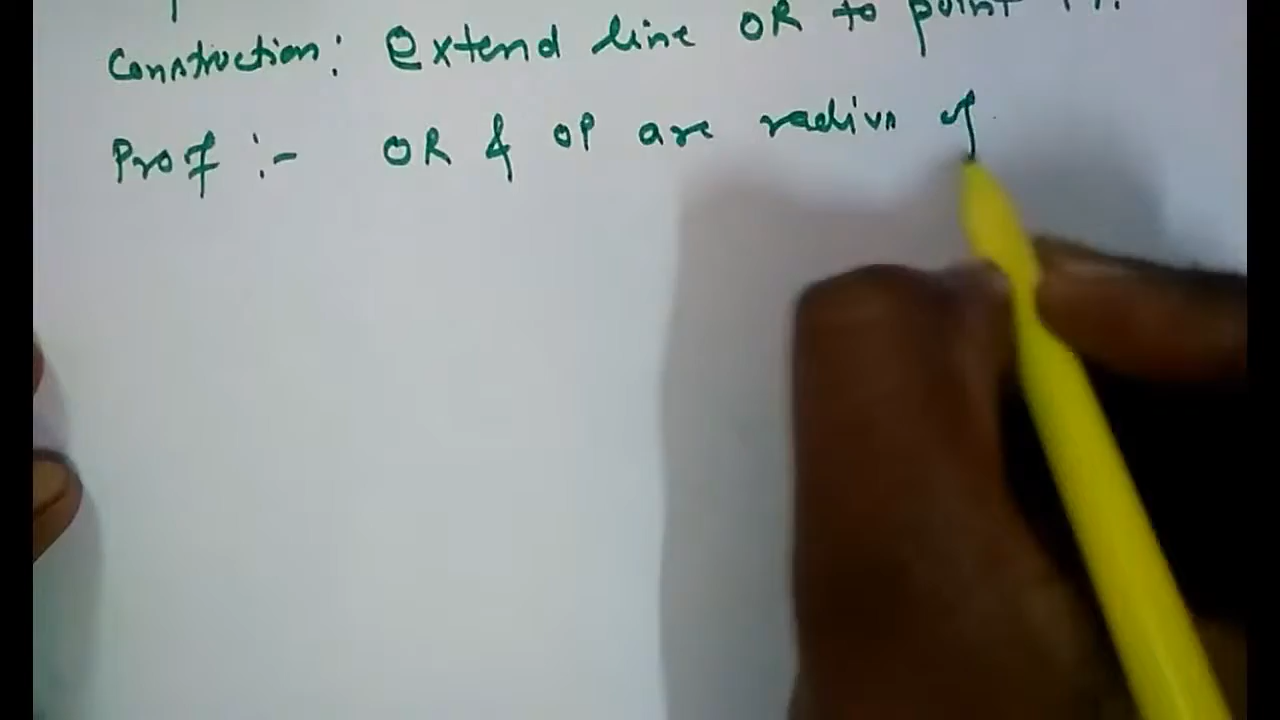 Construction: extend line OR to point M.
Proof :- OR & OP are radius of